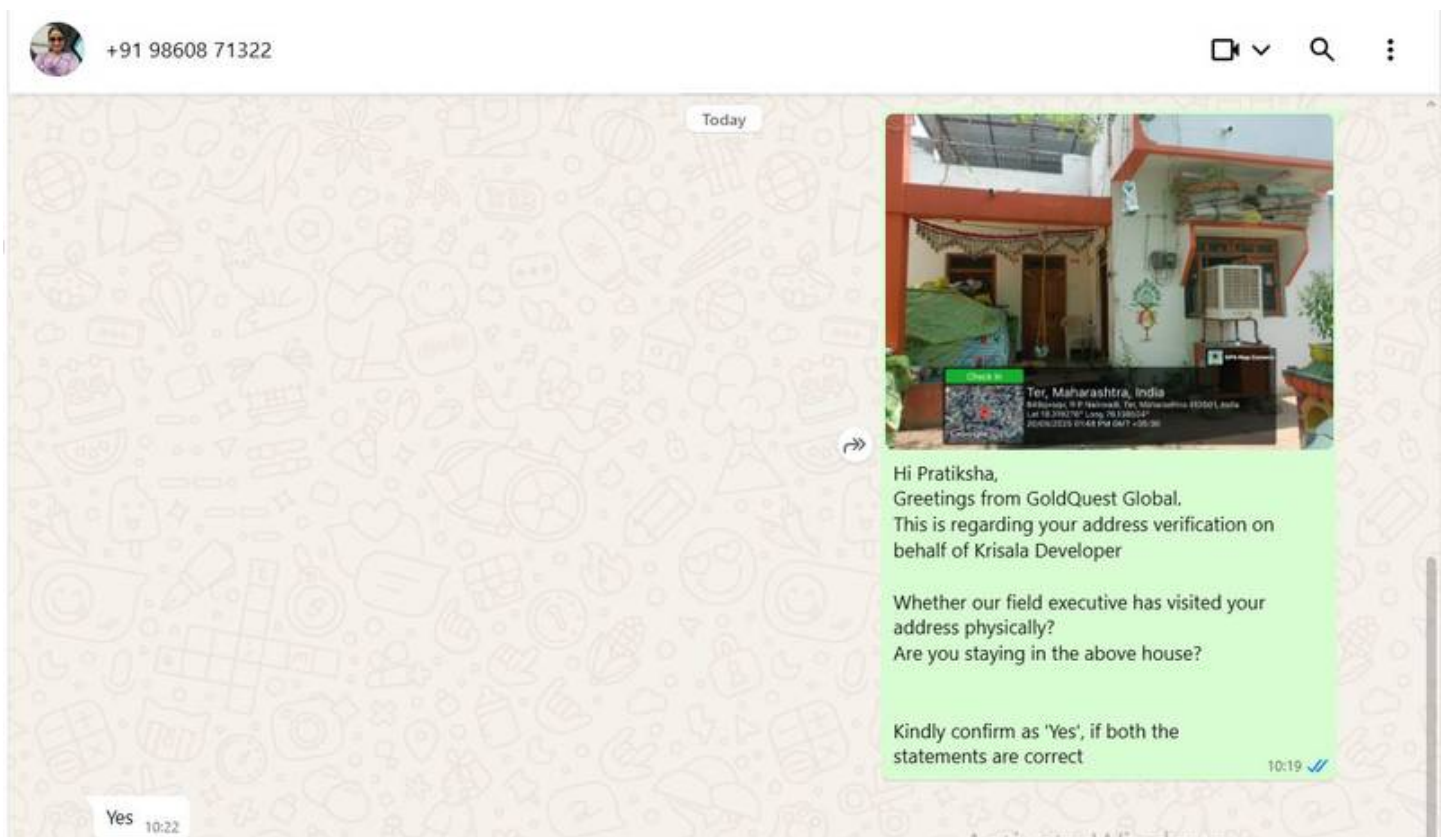 +91 98608 71322
Today
Check In
Ter, Maharashtra, India
GPS Map Camera
Hi Pratiksha,
Greetings from GoldQuest Global.
This is regarding your address verification on
behalf of Krisala Developer
Whether our field executive has visited your
address physically?
Are you staying in the above house?
Kindly confirm as 'Yes', if both the
statements are correct
10:19
Yes
10:22